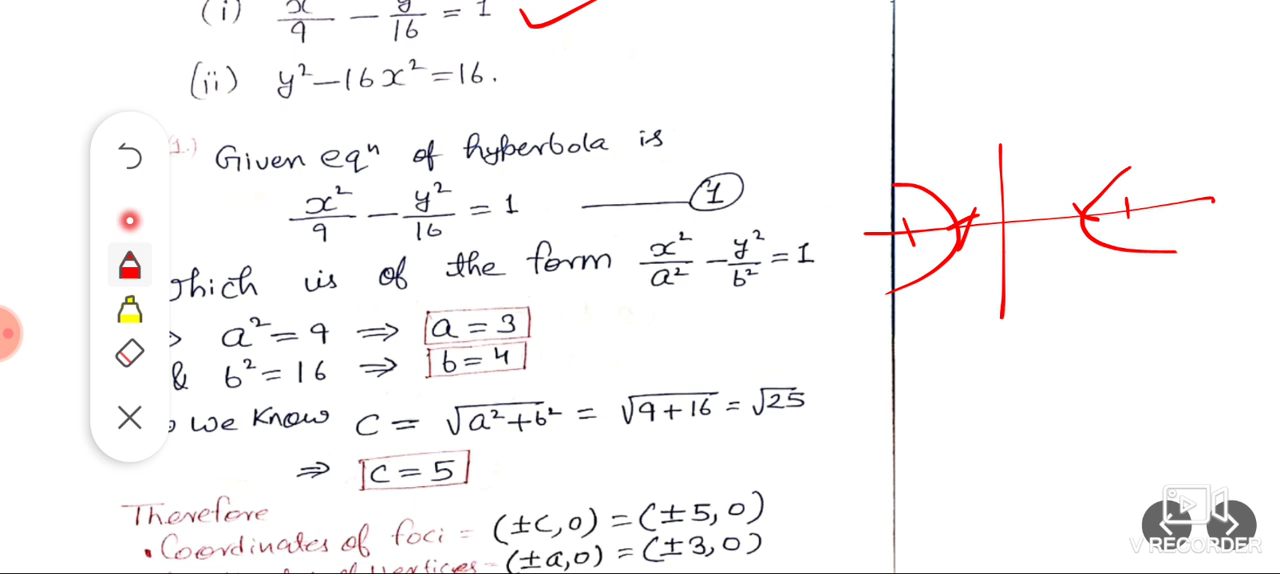 (i) x/9 − y/16 = 1
(ii) y² − 16x² = 16.
(1.) Given eqⁿ of hyperbola is
x²/9 − y²/16 = 1 ——— ①
which is of the form x²/a² − y²/b² = 1
a² = 9 ⇒ a = 3
& b² = 16 ⇒ b = 4
we know C = √a²+b² = √9+16 = √25
⇒ C = 5
Therefore
• Coordinates of foci = (±C, 0) = (±5, 0)
vertices = (±a, 0) = (±3, 0)
V RECORDER